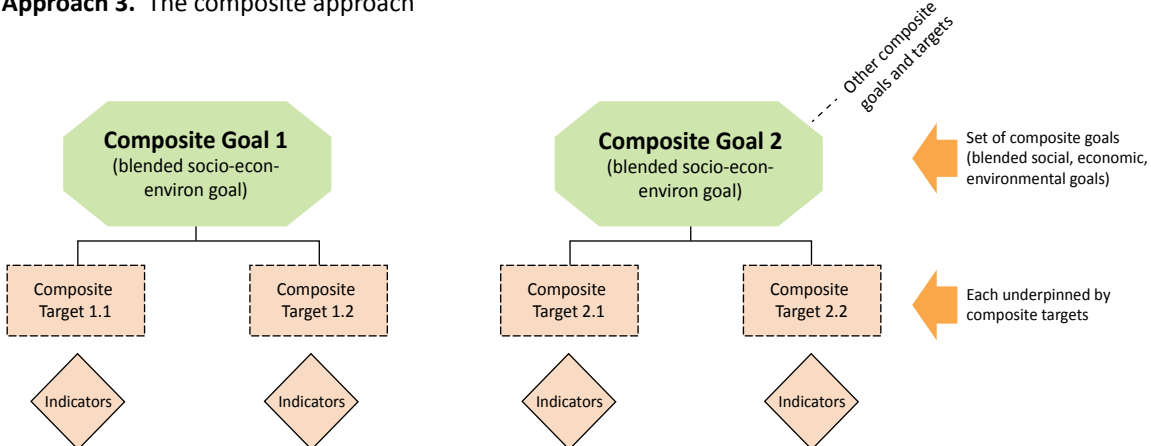 Approach 3. The composite approach
Other composite
goals and targets
Composite Goal 1
(blended socio-econ-
environ goal)
Composite Goal 2
(blended socio-econ-
environ goal)
Set of composite goals
(blended social, economic,
environmental goals)
Composite
Target 1.1
Composite
Target 1.2
Composite
Target 2.1
Composite
Target 2.2
Each underpinned by
composite targets
Indicators
Indicators
Indicators
Indicators